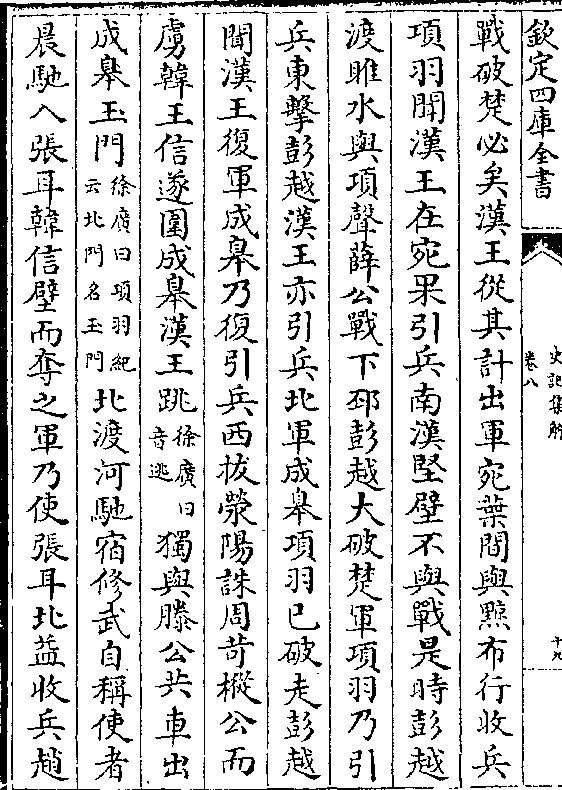 欽定四庫全書
史記集解
卷八
十九
戰破楚必矣漢王從其計出軍宛葉間與黥布行收兵
項羽聞漢王在宛果引兵南漢堅壁不與戰是時彭越
渡睢水與項聲薛公戰下邳彭越大破楚軍項羽乃引
兵東擊彭越漢王亦引兵北軍成臯項羽已破走彭越
聞漢王復軍成臯乃復引兵西拔滎陽誅周苛樅公而
虜韓王信遂圍成臯漢王跳徐廣曰音逃獨與滕公共車出
成臯玉門徐廣曰項羽紀云北門名玉門北渡河馳宿修武自稱使者
晨馳入張耳韓信壁而奪之軍乃使張耳北益收兵趙